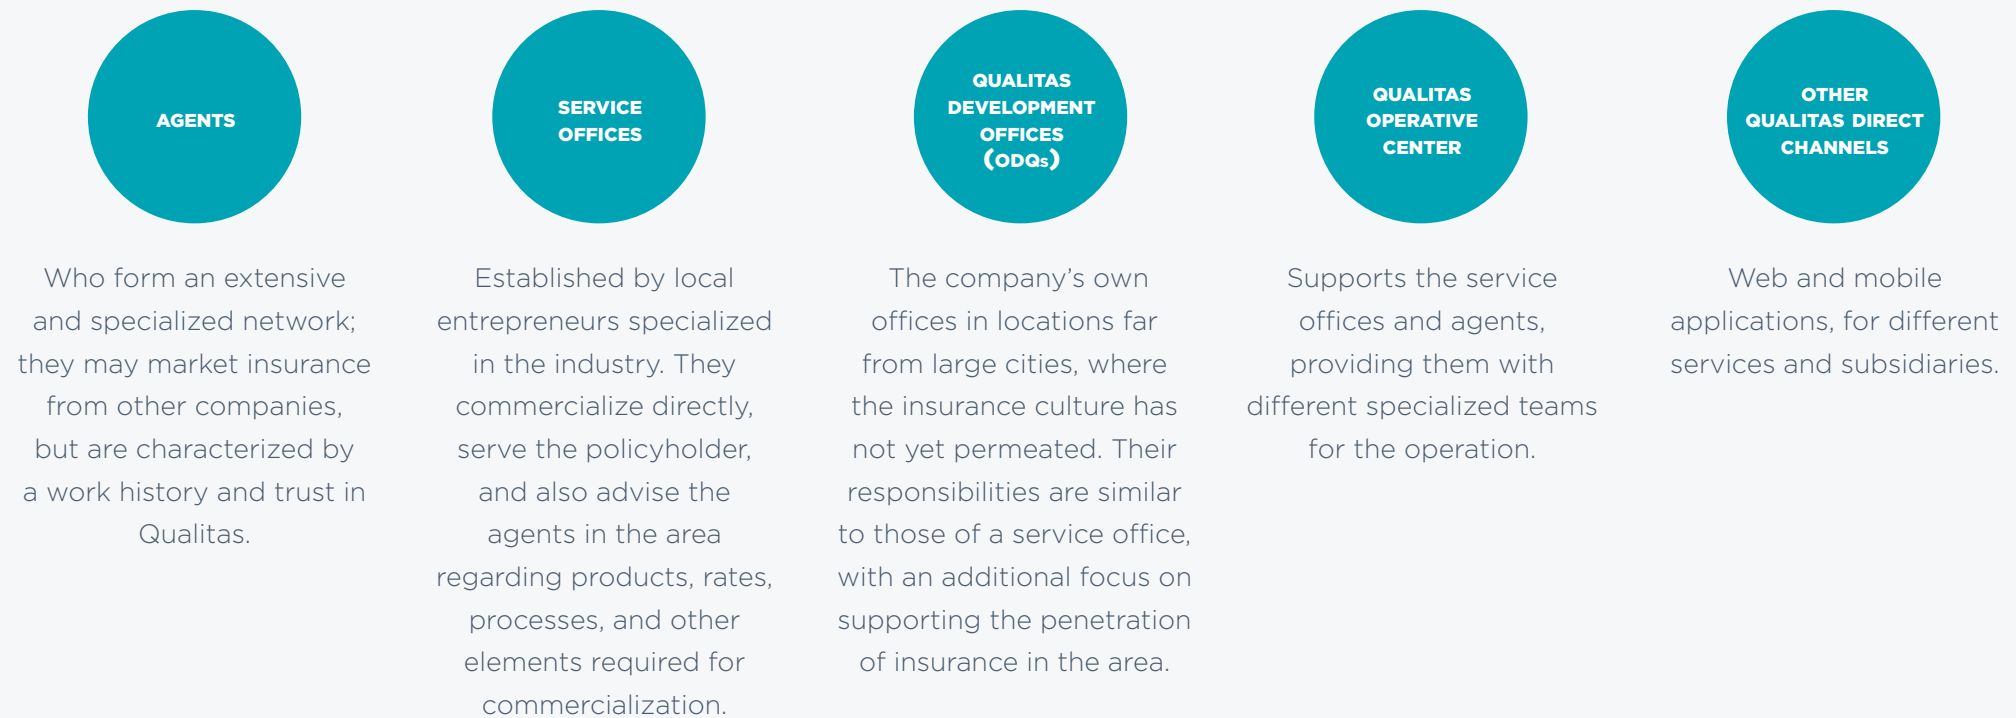 AGENTS
Who form an extensive
and specialized network;
they may market insurance
from other companies,
but are characterized by
a work history and trust in
Qualitas.
SERVICE
OFFICES
Established by local
entrepreneurs specialized
in the industry. They
commercialize directly,
serve the policyholder,
and also advise the
agents in the area
regarding products, rates,
processes, and other
elements required for
commercialization.
QUALITAS
DEVELOPMENT
OFFICES
(ODQs)
The company’s own
offices in locations far
from large cities, where
the insurance culture has
not yet permeated. Their
responsibilities are similar
to those of a service office,
with an additional focus on
supporting the penetration
of insurance in the area.
QUALITAS
OPERATIVE
CENTER
Supports the service
offices and agents,
providing them with
different specialized teams
for the operation.
OTHER
QUALITAS DIRECT
CHANNELS
Web and mobile
applications, for different
services and subsidiaries.